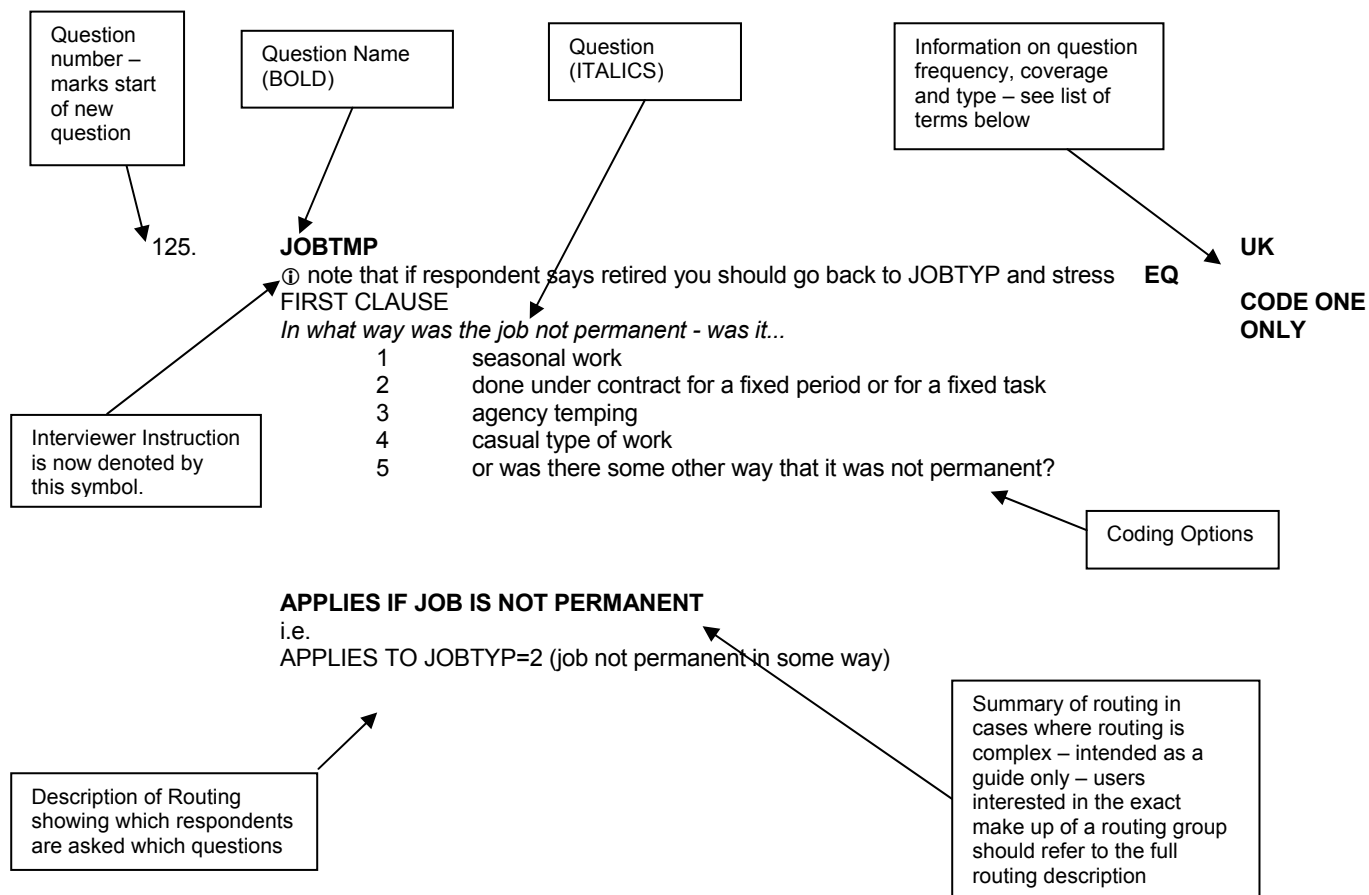 Question
number –
marks start
of new
question
Question Name
(BOLD)
Question
(ITALICS)
Information on question
frequency, coverage
and type – see list of
terms below
125.
JOBTMP
UK
🛈 note that if respondent says retired you should go back to JOBTYP and stress EQ
FIRST CLAUSE
CODE ONE
ONLY
In what way was the job not permanent - was it...
1 seasonal work
2 done under contract for a fixed period or for a fixed task
3 agency temping
4 casual type of work
5 or was there some other way that it was not permanent?
Interviewer Instruction
is now denoted by
this symbol.
Coding Options
APPLIES IF JOB IS NOT PERMANENT
i.e.
APPLIES TO JOBTYP=2 (job not permanent in some way)
Summary of routing in
cases where routing is
complex – intended as a
guide only – users
interested in the exact
make up of a routing group
should refer to the full
routing description
Description of Routing
showing which respondents
are asked which questions